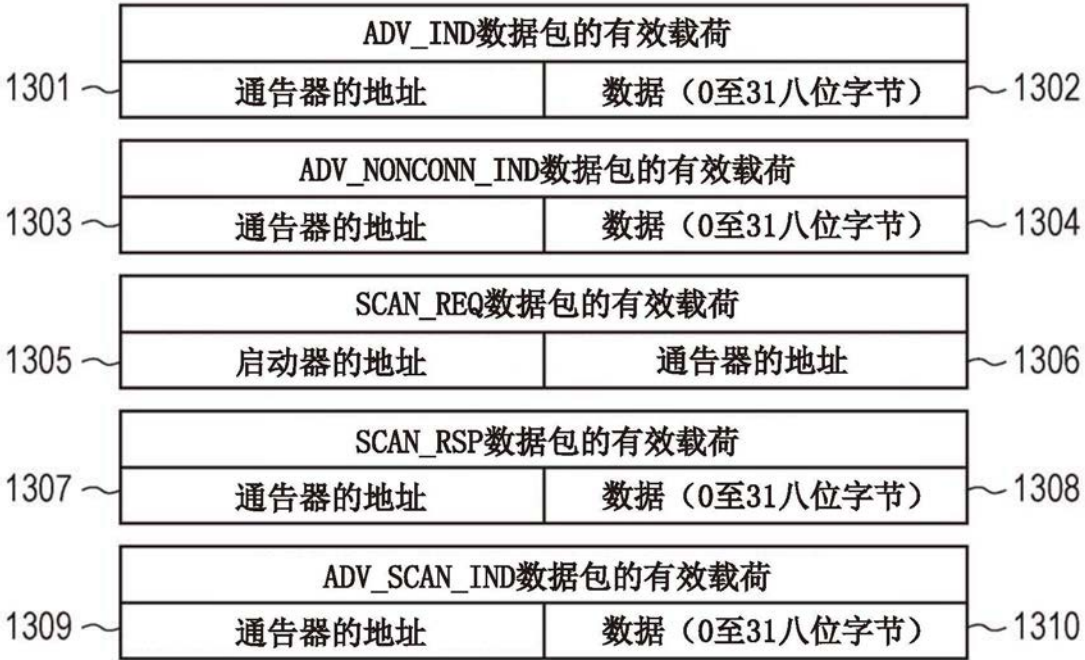 ADV_IND数据包的有效载荷
1301 通告器的地址 数据（0至31八位字节） 1302
ADV_NONCONN_IND数据包的有效载荷
1303 通告器的地址 数据（0至31八位字节） 1304
SCAN_REQ数据包的有效载荷
1305 启动器的地址 通告器的地址 1306
SCAN_RSP数据包的有效载荷
1307 通告器的地址 数据（0至31八位字节） 1308
ADV_SCAN_IND数据包的有效载荷
1309 通告器的地址 数据（0至31八位字节） 1310